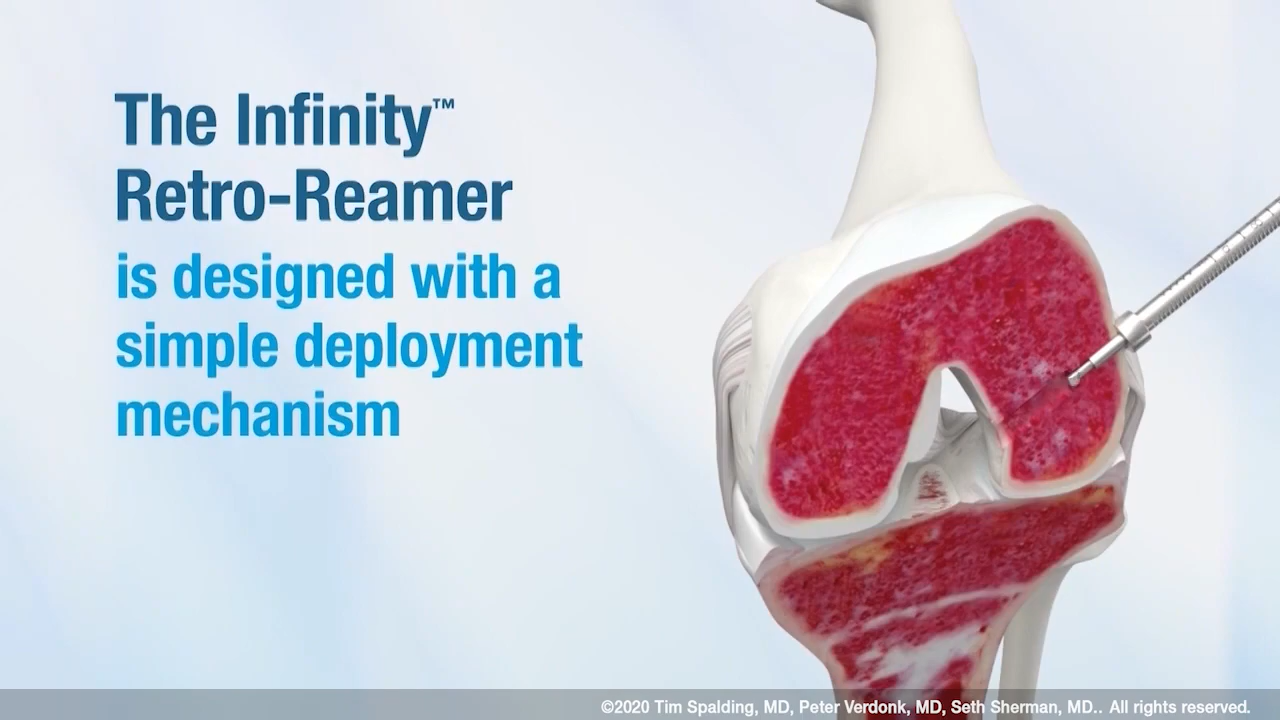 The Infinity™
Retro-Reamer
is designed with a
simple deployment
mechanism
©2020 Tim Spalding, MD, Peter Verdonk, MD, Seth Sherman, MD.. All rights reserved.